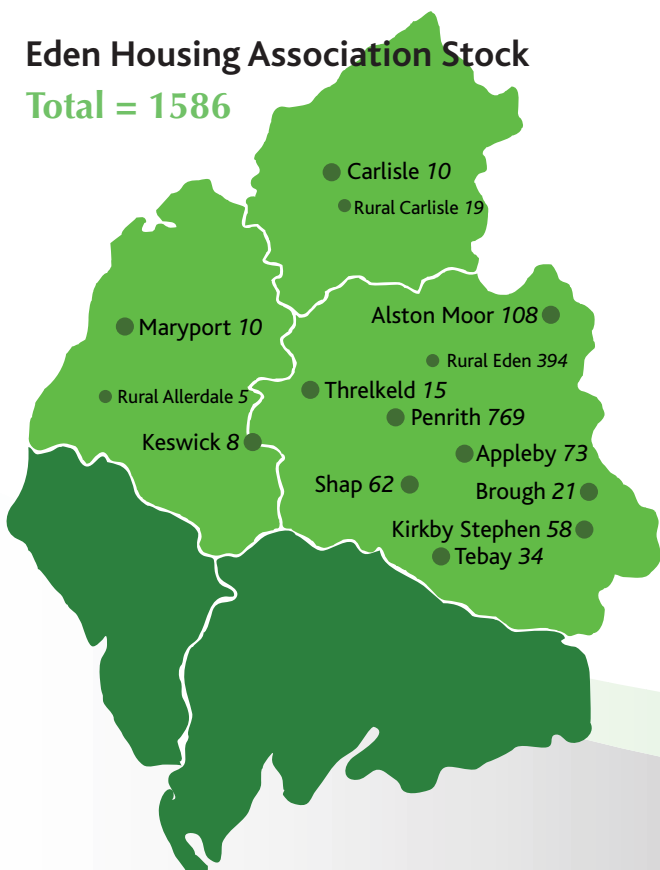 Eden Housing Association Stock
Total = 1586
Carlisle 10
Rural Carlisle 19
Maryport 10
Rural Allerdale 5
Keswick 8
Alston Moor 108
Rural Eden 394
Threlkeld 15
Penrith 769
Appleby 73
Shap 62
Brough 21
Kirkby Stephen 58
Tebay 34